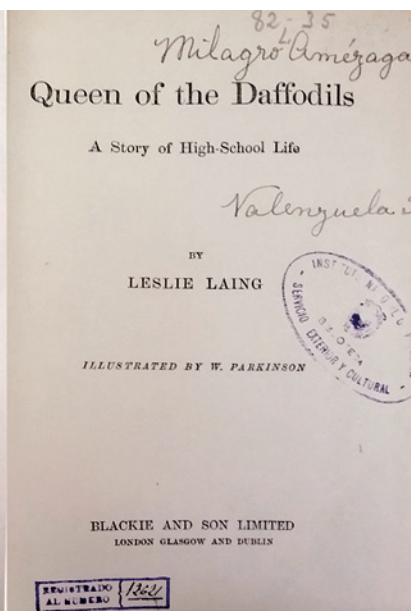 82-35
Milagro Amézaga
Queen of the Daffodils
A Story of High-School Life
Valenzuela
BY
LESLIE LAING
SERVICIO EXTERIOR Y CULTURAL
ILLUSTRATED BY W. PARKINSON
BLACKIE AND SON LIMITED
LONDON GLASGOW AND DUBLIN
REGISTRADO
AL NUMERO
1262